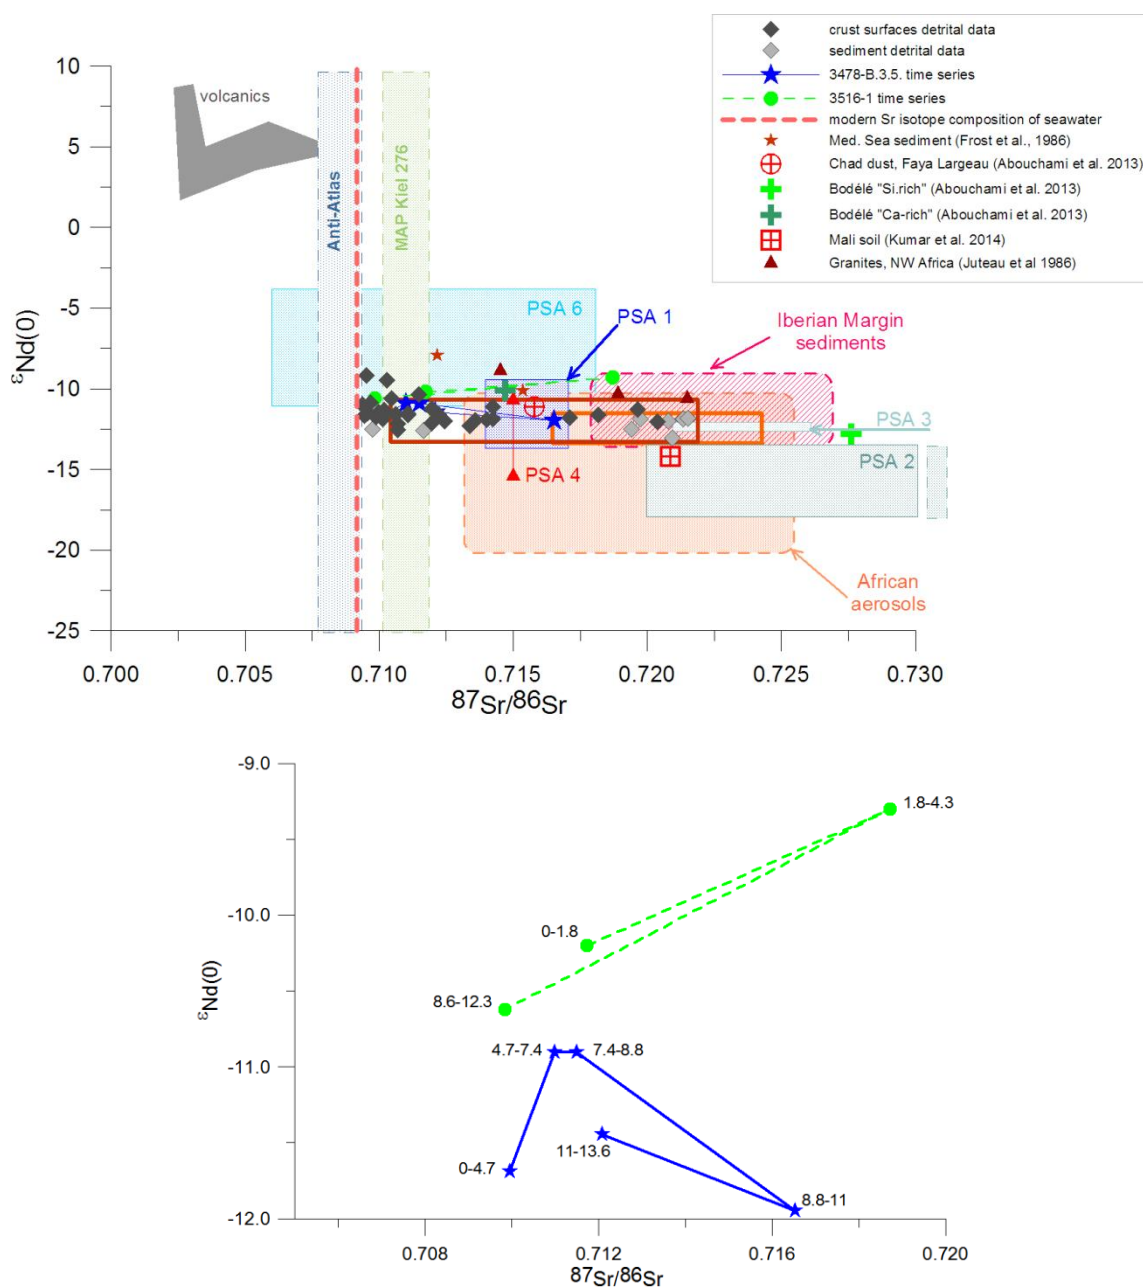 crust surfaces detrital data
sediment detrital data
3478-B.3.5. time series
3516-1 time series
modern Sr isotope composition of seawater
Med. Sea sediment (Frost et al., 1986)
Chad dust, Faya Largeau (Abouchami et al. 2013)
Bodélé "Si.rich" (Abouchami et al. 2013)
Bodélé "Ca-rich" (Abouchami et al. 2013)
Mali soil (Kumar et al. 2014)
Granites, NW Africa (Juteau et al 1986)
10
5
0
-5
-10
-15
-20
-25
εNd(0)
volcanics
Anti-Atlas
MAP Kiel 276
PSA 6
PSA 1
Iberian Margin
sediments
PSA 3
PSA 2
PSA 4
African
aerosols
0.700
0.705
0.710
0.715
0.720
0.725
0.730
87Sr/86Sr
-9.0
-10.0
-11.0
-12.0
εNd(0)
1.8-4.3
0-1.8
8.6-12.3
4.7-7.4
7.4-8.8
11-13.6
0-4.7
8.8-11
0.708
0.712
0.716
0.720
87Sr/86Sr